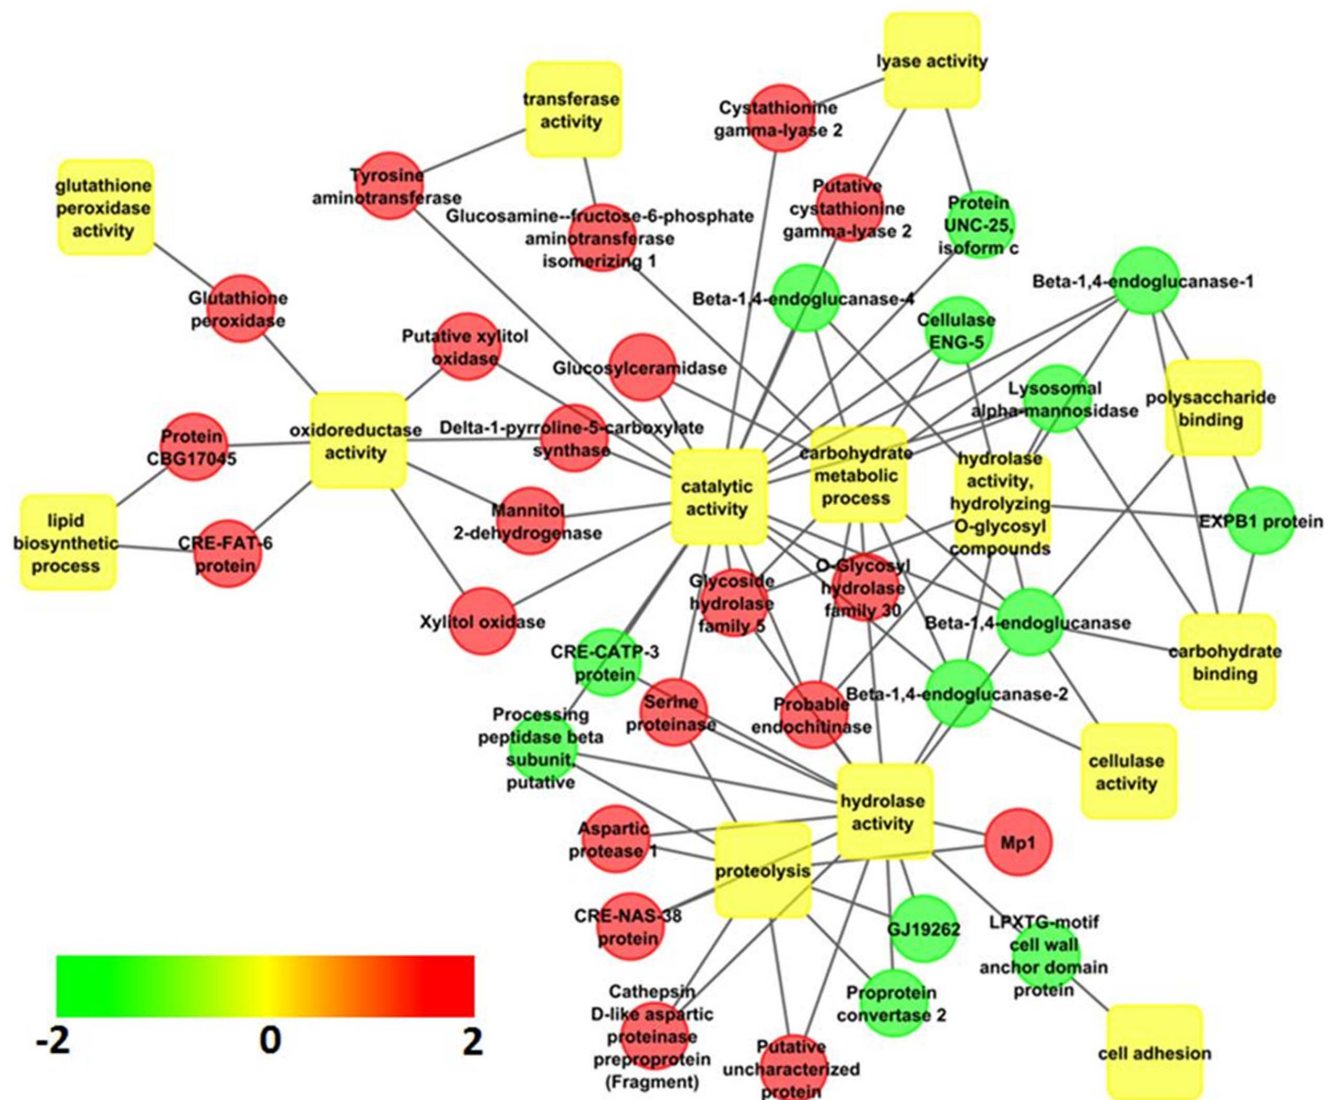 lyase activity
transferase
activity
Cystathionine
gamma-lyase 2
Tyrosine
aminotransferase
glutathione
peroxidase
activity
Putative
cystathionine
gamma-lyase 2
Protein
UNC-25,
isoform c
Glucosamine--fructose-6-phosphate
aminotransferase
isomerizing 1
Glutathione
peroxidase
Beta-1,4-endoglucanase-4
Beta-1,4-endoglucanase-1
Cellulase
ENG-5
Putative xylitol
oxidase
Glucosylceramidase
Lysosomal
alpha-mannosidase
polysaccharide
binding
Protein
CBG17045
oxidoreductase
activity
Delta-1-pyrroline-5-carboxylate
synthase
catalytic
activity
carbohydrate
metabolic
process
hydrolase
activity,
hydrolyzing
O-glycosyl
compounds
lipid
biosynthetic
process
CRE-FAT-6
protein
Mannitol
2-dehydrogenase
EXPB1 protein
Xylitol oxidase
Glycoside
hydrolase
family 5
O-Glycosyl
hydrolase
family 30
Beta-1,4-endoglucanase
carbohydrate
binding
CRE-CATP-3
protein
Serine
proteinase
Probable
endochitinase
Beta-1,4-endoglucanase-2
Processing
peptidase beta
subunit,
putative
cellulase
activity
hydrolase
activity
Aspartic
protease 1
proteolysis
Mp1
CRE-NAS-38
protein
GJ19262
LPXTG-motif
cell wall
anchor domain
protein
Cathepsin
D-like aspartic
proteinase
preproprotein
(Fragment)
Proprotein
convertase 2
Putative
uncharacterized
protein
cell adhesion
-2
0
2